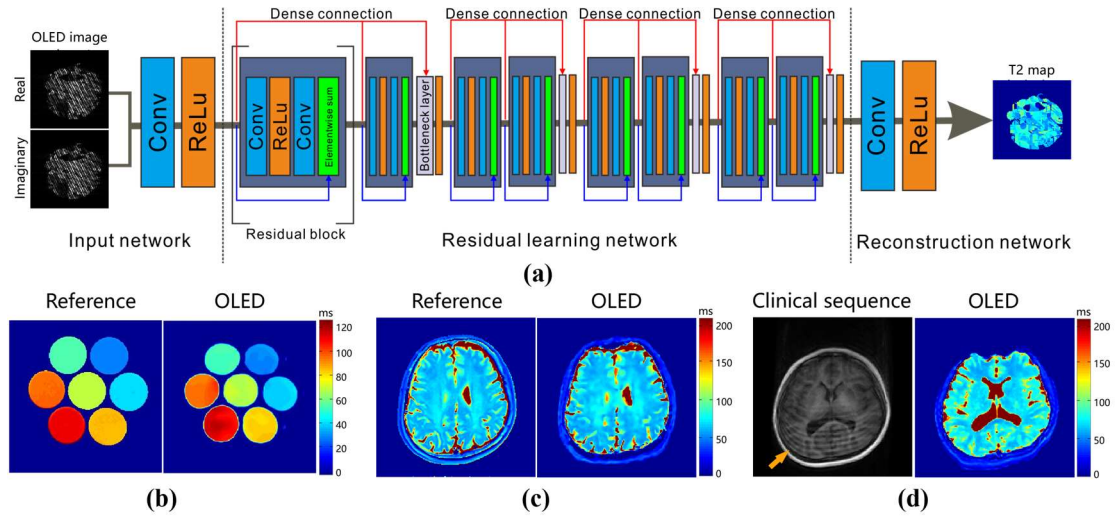 Dense connection Dense connection Dense connection Dense connection
OLED image
Real
Imaginary
Conv
ReLu
Conv
ReLu
Conv
Elementwise sum
Bottleneck layer
Conv
ReLu
T2 map
Residual block
Input network Residual learning network Reconstruction network
(a)
Reference OLED
ms
120
100
80
60
40
20
0
(b)
Reference OLED
ms
200
150
100
50
0
(c)
Clinical sequence OLED
ms
200
150
100
50
0
(d)